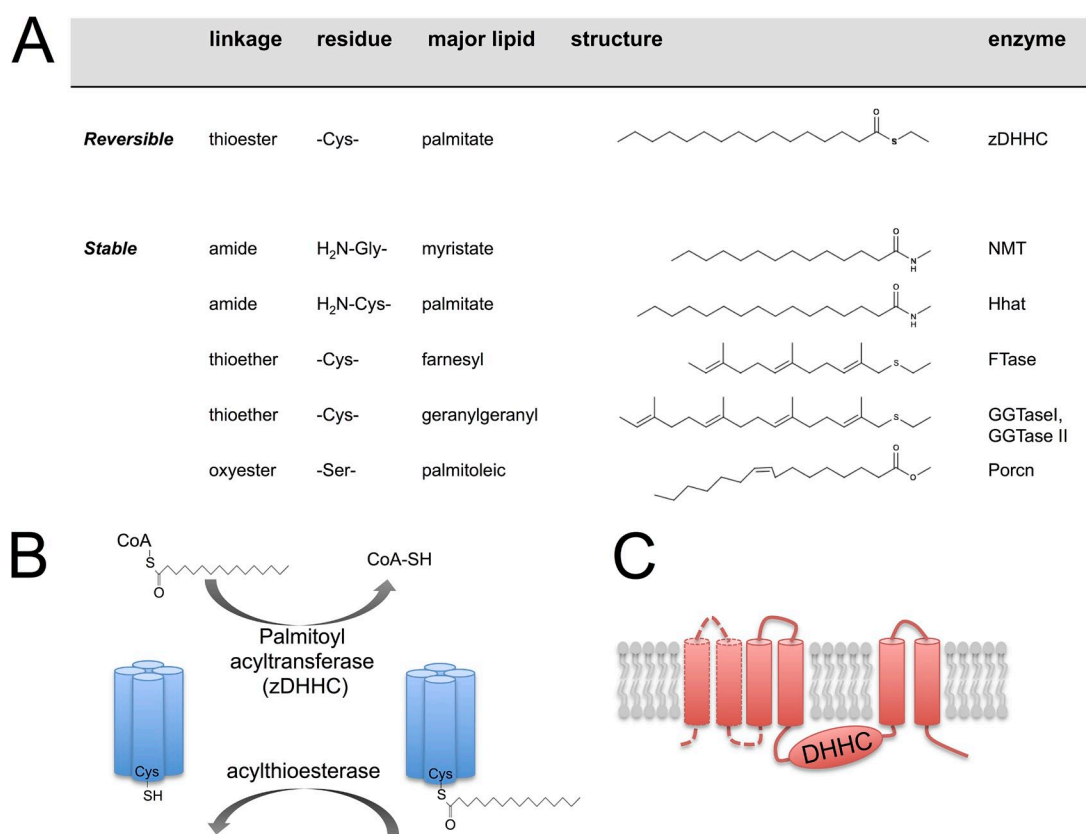 A
linkage residue major lipid structure enzyme
Reversible thioester -Cys- palmitate O S zDHHC
Stable amide H₂N-Gly- myristate O N H NMT
amide H₂N-Cys- palmitate O N H Hhat
thioether -Cys- farnesyl S FTase
thioether -Cys- geranylgeranyl S GGTaseI,
GGTase II
oxyester -Ser- palmitoleic O O Porcn
B
CoA
S
O
CoA-SH
Palmitoyl
acyltransferase
(zDHHC)
acylthioesterase
Cys
SH
Cys
S
O
C
DHHC